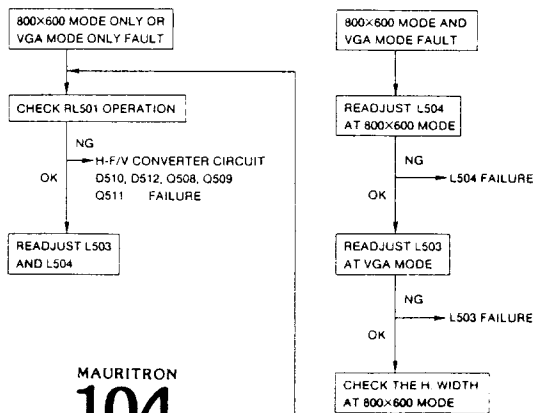 800×600 MODE ONLY OR
VGA MODE ONLY FAULT
CHECK RL501 OPERATION
NG
H-F/V CONVERTER CIRCUIT
D510, D512, Q508, Q509
Q511 FAILURE
OK
READJUST L503
AND L504
MAURITRON
104
800×600 MODE AND
VGA MODE FAULT
READJUST L504
AT 800×600 MODE
NG
L504 FAILURE
OK
READJUST L503
AT VGA MODE
NG
L503 FAILURE
OK
CHECK THE H. WIDTH
AT 800×600 MODE